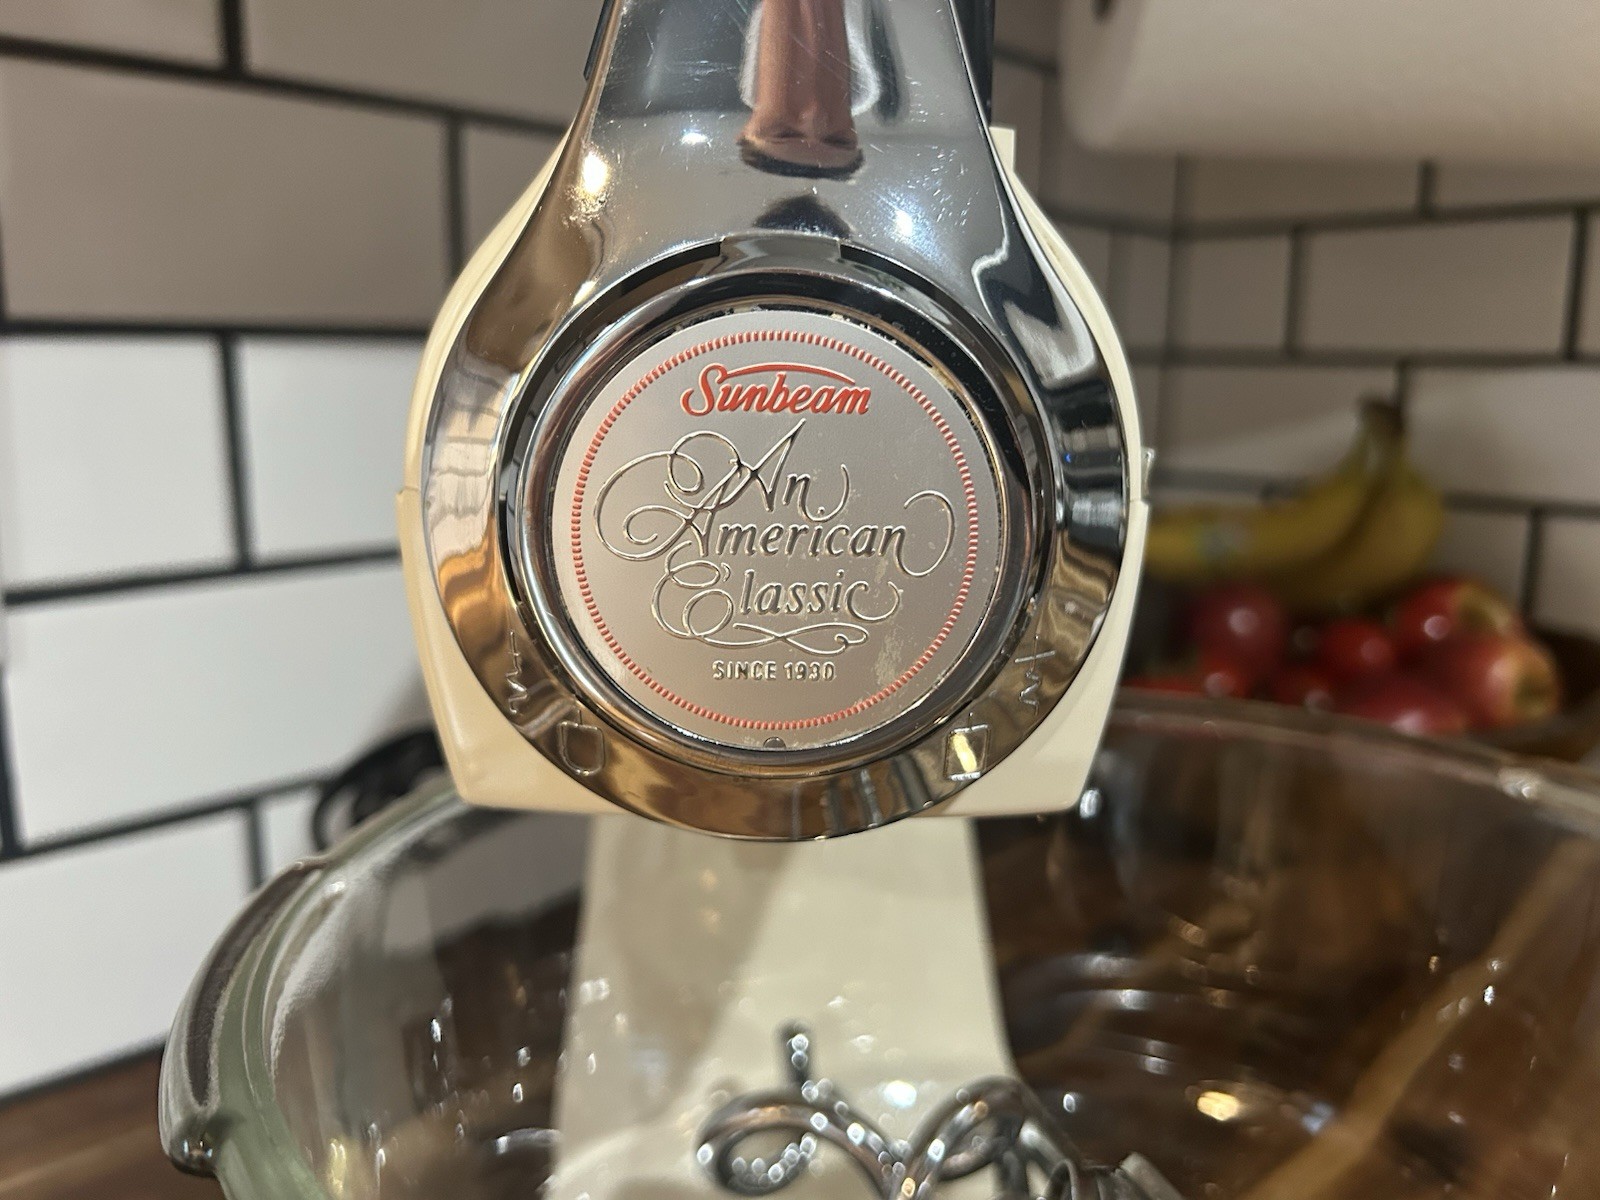 Sunbeam
An
American
Classic
SINCE 1930